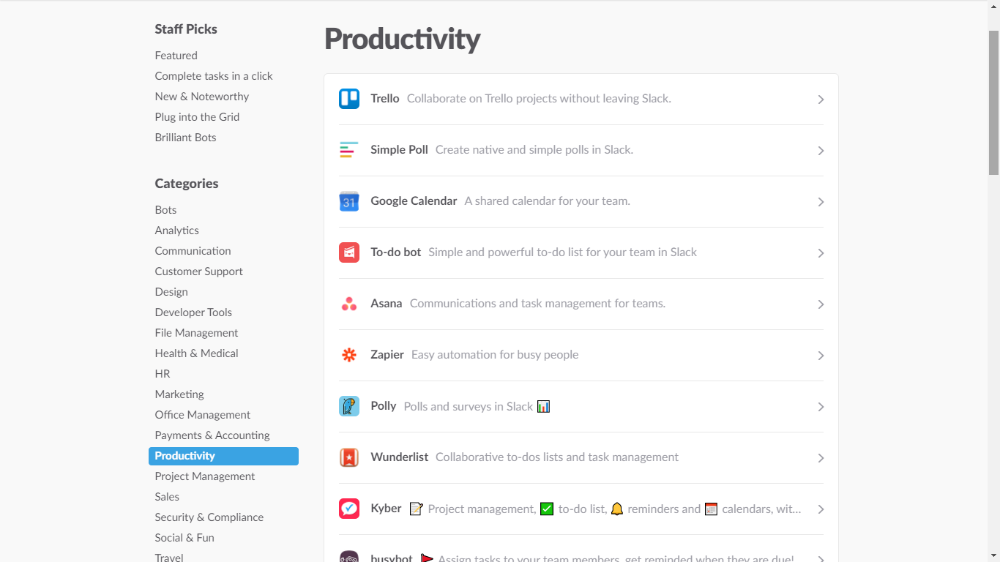 Staff Picks
Featured
Complete tasks in a click
New & Noteworthy
Plug into the Grid
Brilliant Bots
Categories
Bots
Analytics
Communication
Customer Support
Design
Developer Tools
File Management
Health & Medical
HR
Marketing
Office Management
Payments & Accounting
Productivity
Project Management
Sales
Security & Compliance
Social & Fun
Travel
Productivity
Trello Collaborate on Trello projects without leaving Slack.
Simple Poll Create native and simple polls in Slack.
31 Google Calendar A shared calendar for your team.
To-do bot Simple and powerful to-do list for your team in Slack
Asana Communications and task management for teams.
Zapier Easy automation for busy people
Polly Polls and surveys in Slack 📊
Wunderlist Collaborative to-dos lists and task management
Kyber 📝 Project management, ✅ to-do list, 🔔 reminders and 📅 calendars, wit...
busybot 🚩 Assign tasks to your team members, get reminded when they are due!